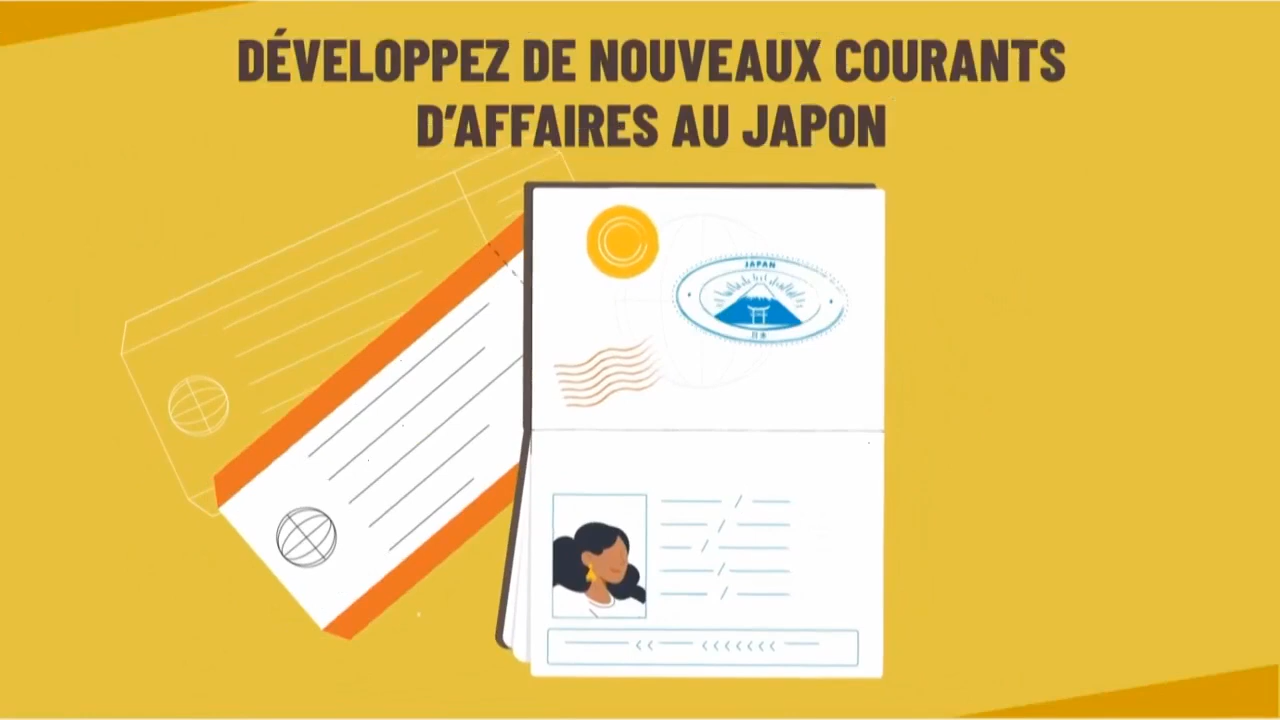 DÉVELOPPEZ DE NOUVEAUX COURANTS
D'AFFAIRES AU JAPON
JAPAN
日本